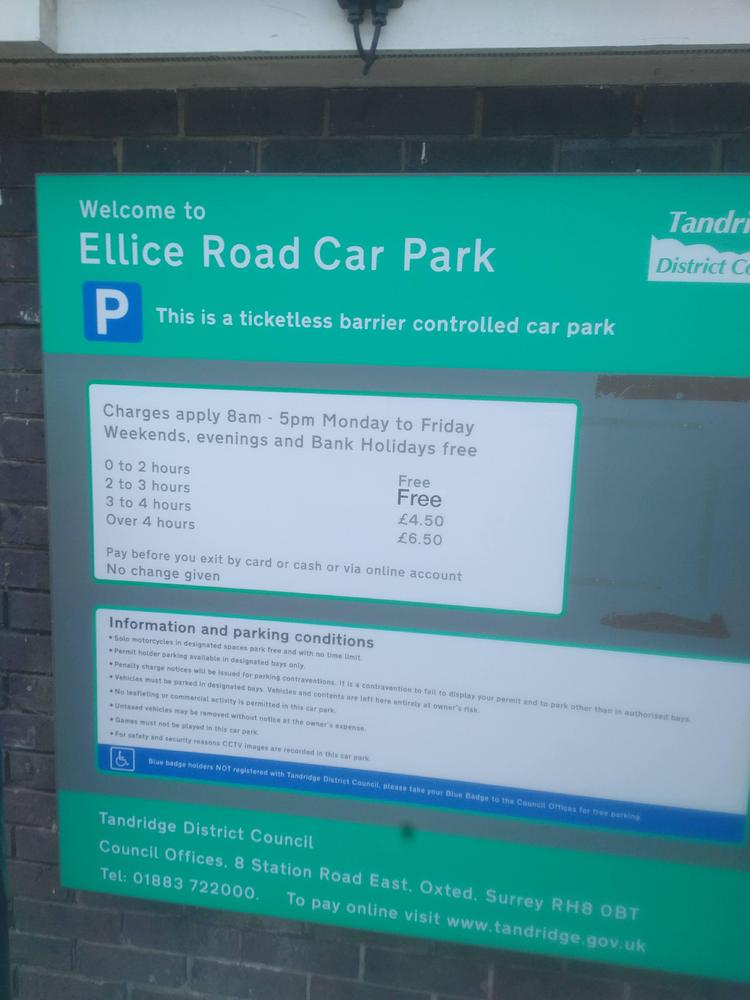 Welcome to
Ellice Road Car Park
Tandri
District Co
P
This is a ticketless barrier controlled car park
Charges apply 8am - 5pm Monday to Friday
Weekends, evenings and Bank Holidays free
0 to 2 hours Free
2 to 3 hours Free
3 to 4 hours £4.50
Over 4 hours £6.50
Pay before you exit by card or cash or via online account
No change given
Information and parking conditions
• Solo motorcycles in designated spaces park free and with no time limit.
• Permit holder parking available in designated bays only.
• Penalty charge notices will be issued for parking contraventions. It is a contravention to fail to display your permit and to park other than in authorised bays.
• Vehicles must be parked in designated bays. Vehicles and contents are left here entirely at owner's risk.
• No leafleting or commercial activity is permitted in this car park.
• Untaxed vehicles may be removed without notice at the owner's expense.
• Games must not be played in this car park.
• For safety and security reasons CCTV images are recorded in this car park.
Blue badge holders NOT registered with Tandridge District Council, please take your Blue Badge to the Council Offices for free parking.
Tandridge District Council
Council Offices, 8 Station Road East, Oxted, Surrey RH8 0BT
Tel: 01883 722000. To pay online visit www.tandridge.gov.uk